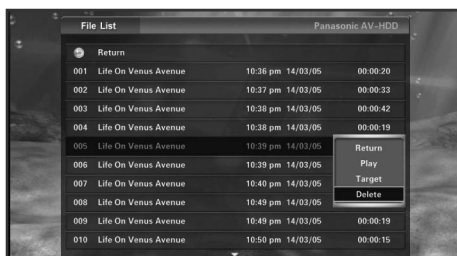 File List Panasonic AV-HDD
Return
001 Life On Venus Avenue 10:36 pm 14/03/05 00:00:20
002 Life On Venus Avenue 10:37 pm 14/03/05 00:00:33
003 Life On Venus Avenue 10:38 pm 14/03/05 00:00:42
004 Life On Venus Avenue 10:38 pm 14/03/05 00:00:19
005 Life On Venus Avenue 10:39 pm 14/03/05
Return
006 Life On Venus Avenue 10:39 pm 14/03/05
Play
007 Life On Venus Avenue 10:40 pm 14/03/05
Target
008 Life On Venus Avenue 10:49 pm 14/03/05
Delete
009 Life On Venus Avenue 10:49 pm 14/03/05 00:00:19
010 Life On Venus Avenue 10:50 pm 14/03/05 00:00:15